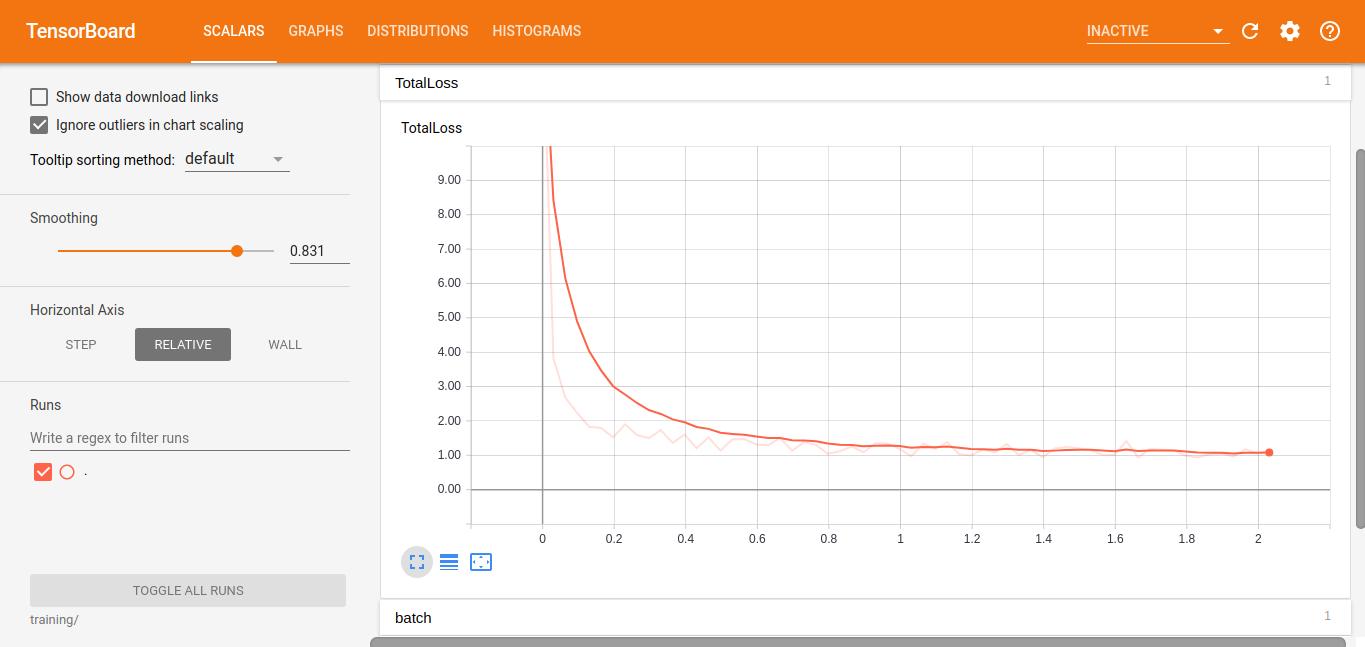 TensorBoard SCALARS GRAPHS DISTRIBUTIONS HISTOGRAMS INACTIVE
Show data download links
Ignore outliers in chart scaling
Tooltip sorting method: default
Smoothing
0.831
Horizontal Axis
STEP RELATIVE WALL
Runs
Write a regex to filter runs
.
TOGGLE ALL RUNS
training/
TotalLoss 1
TotalLoss
9.00
8.00
7.00
6.00
5.00
4.00
3.00
2.00
1.00
0.00
0 0.2 0.4 0.6 0.8 1 1.2 1.4 1.6 1.8 2
batch 1